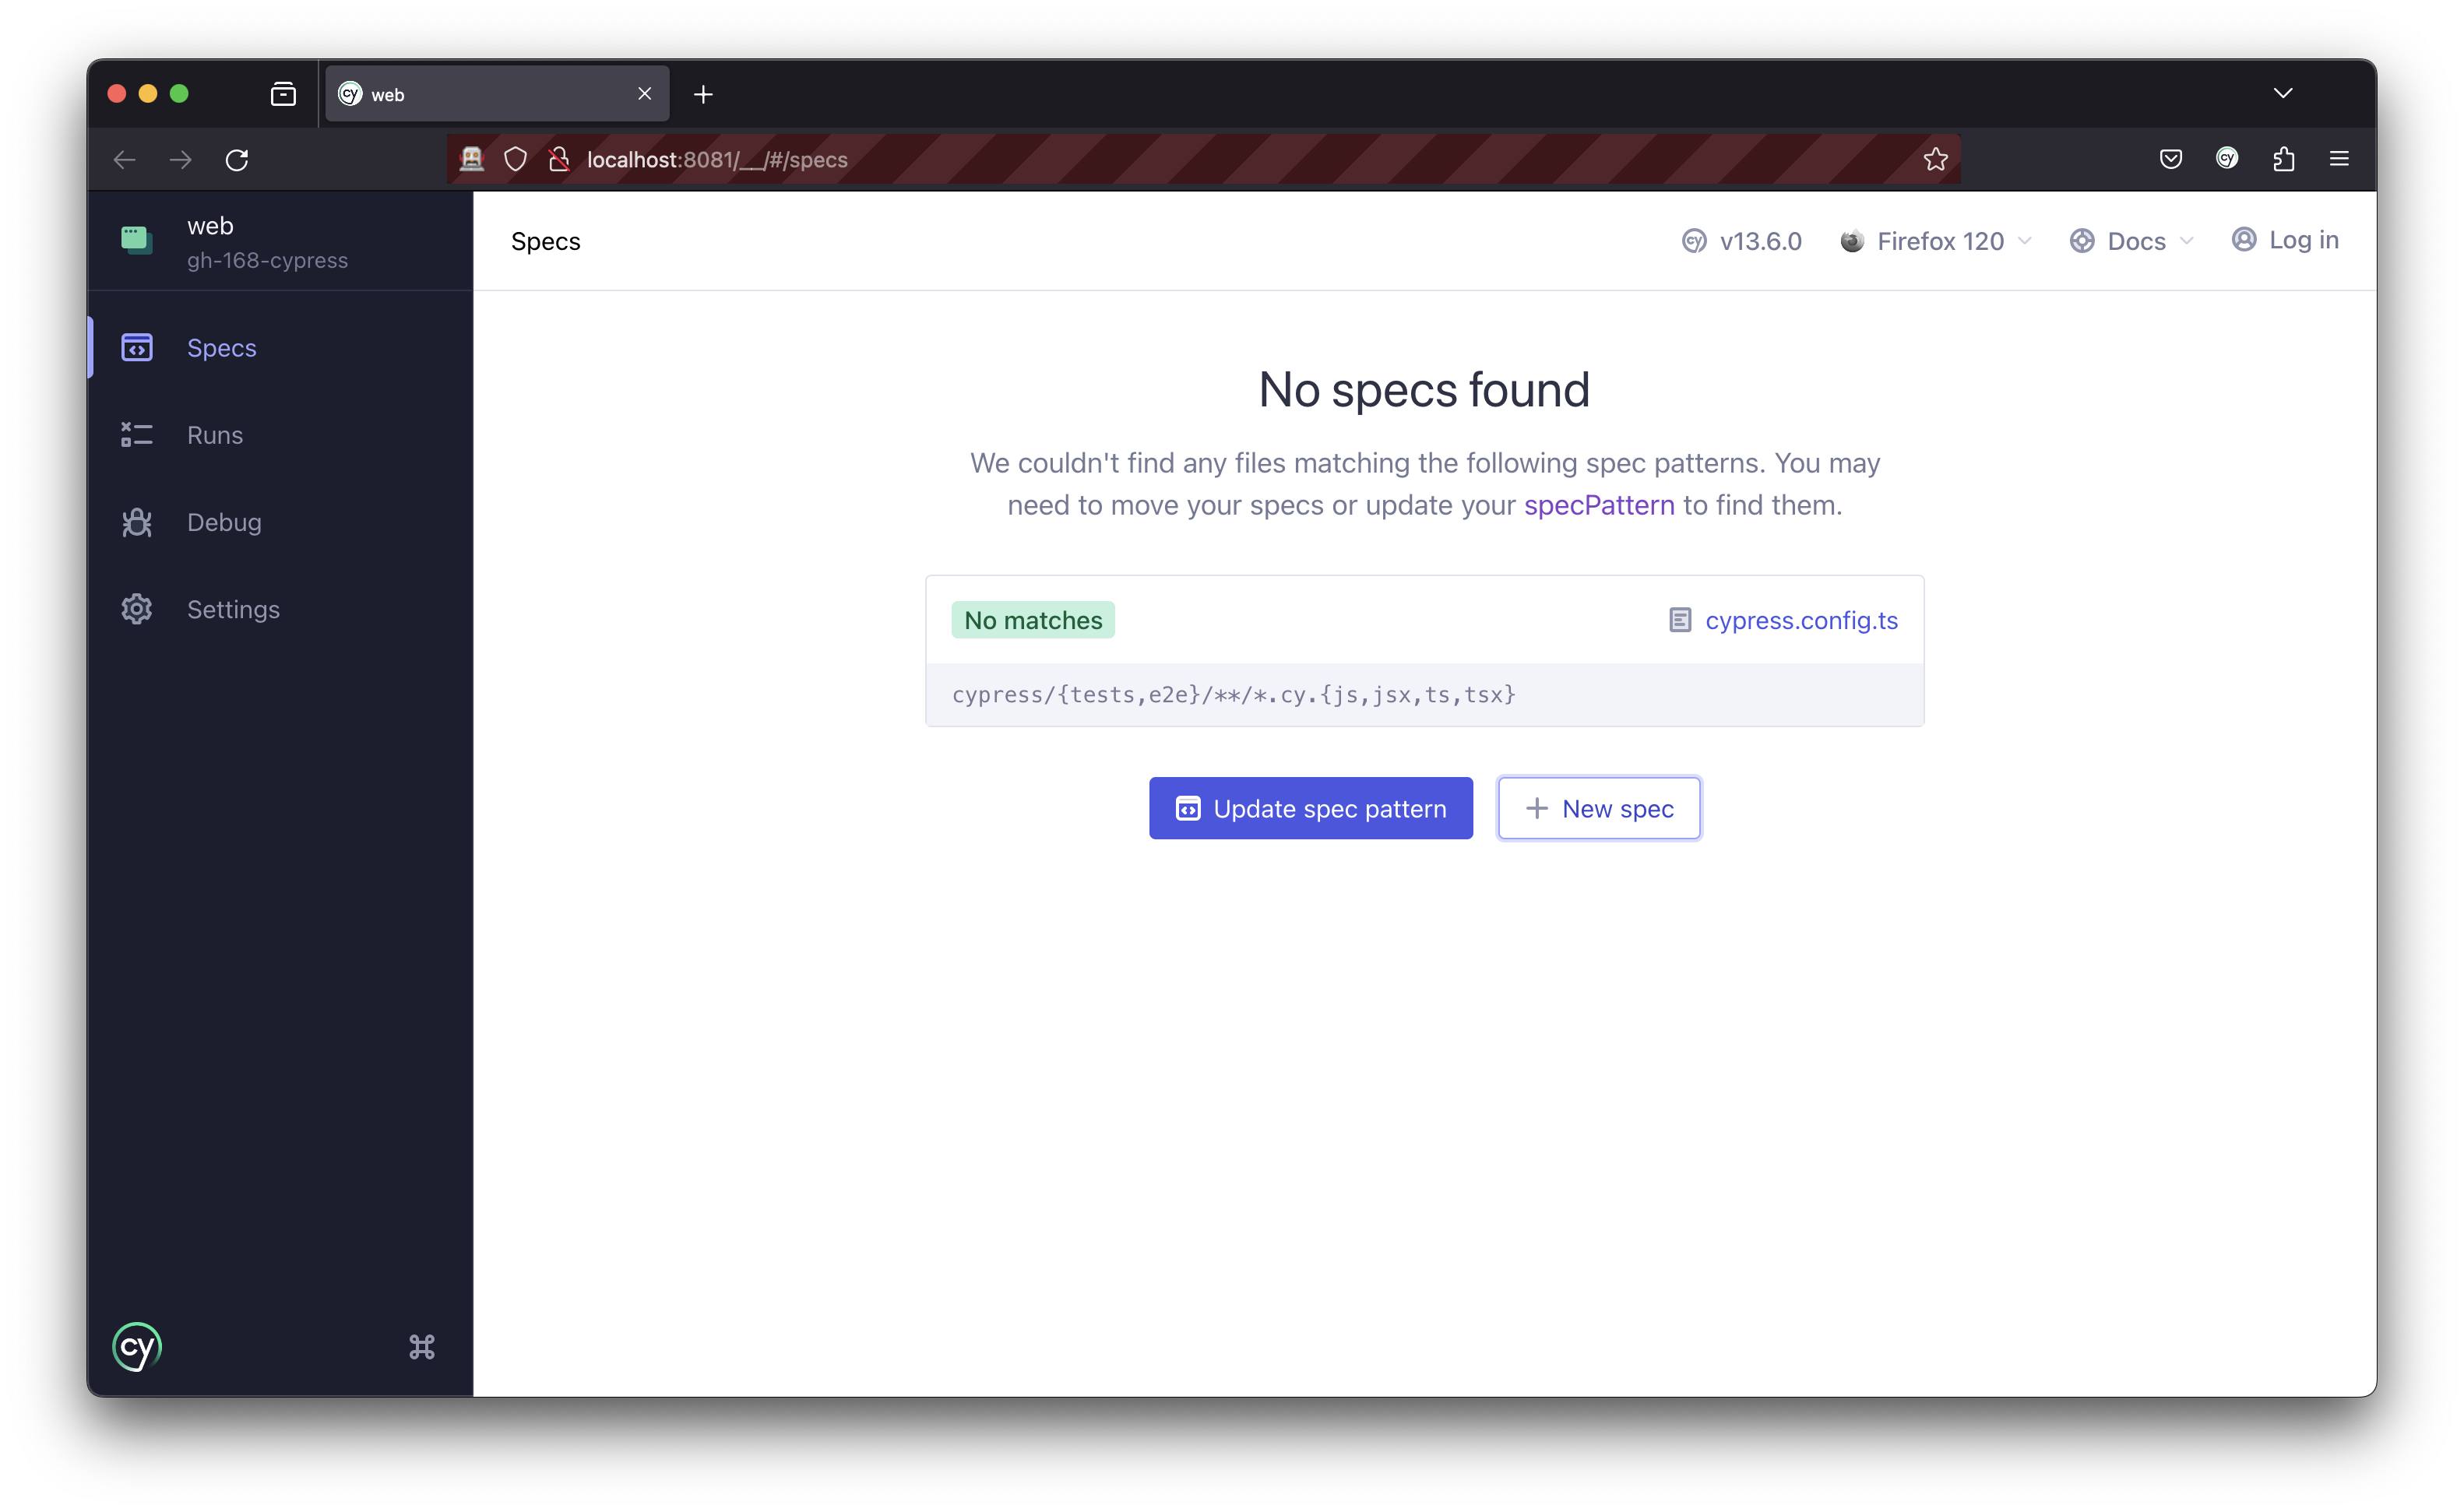 web
localhost:8081/__/#/specs
web
gh-168-cypress
Specs
Runs
Debug
Settings
cy
Specs
cy v13.6.0
Firefox 120
Docs
Log in
No specs found
We couldn't find any files matching the following spec patterns. You may
need to move your specs or update your specPattern to find them.
No matches
cypress.config.ts
cypress/{tests,e2e}/**/*.cy.{js,jsx,ts,tsx}
Update spec pattern
New spec